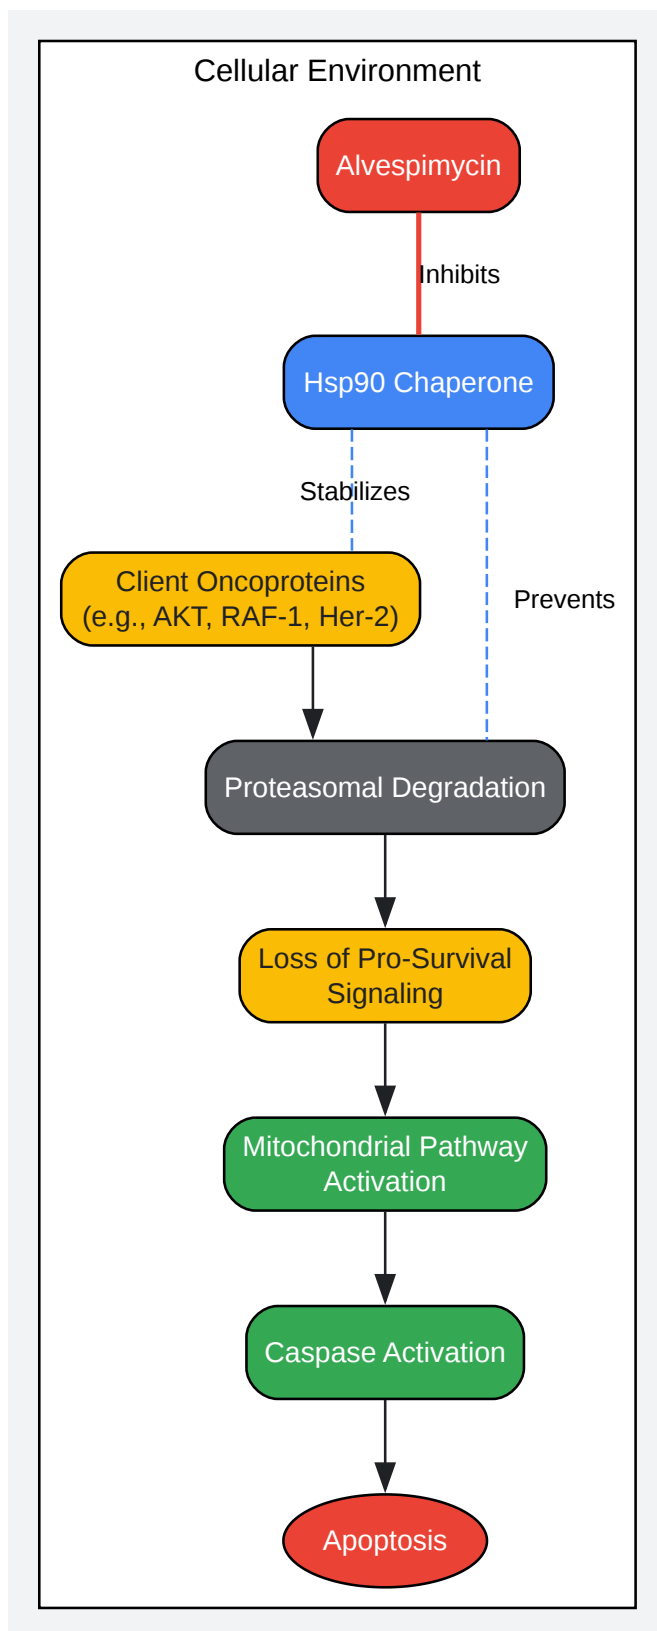 Cellular Environment
Alvespimycin
Inhibits
Hsp90 Chaperone
Stabilizes
Client Oncoproteins
(e.g., AKT, RAF-1, Her-2)
Prevents
Proteasomal Degradation
Loss of Pro-Survival
Signaling
Mitochondrial Pathway
Activation
Caspase Activation
Apoptosis